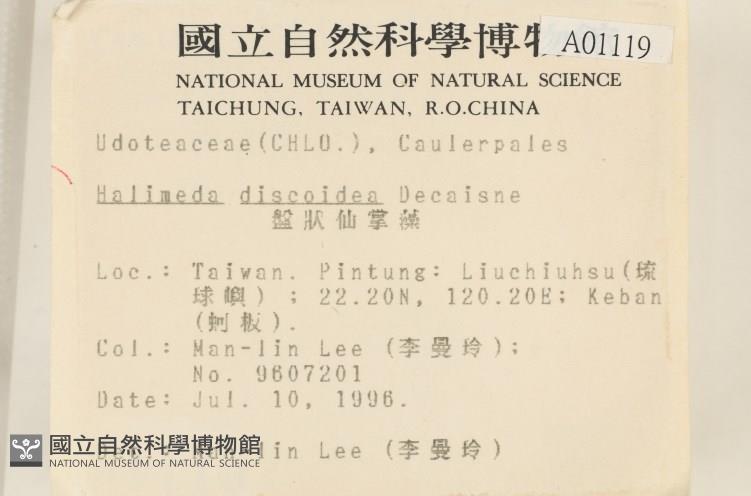 國立自然科學博物
A01119
NATIONAL MUSEUM OF NATURAL SCIENCE
TAICHUNG, TAIWAN, R.O.CHINA
Udoteaceae(CHLO.), Caulerpales
Halimeda discoidea Decaisne
盤狀仙掌藻
Loc.: Taiwan. Pintung: Liuchiuhsu(琉
球嶼) ; 22.20N, 120.20E; Keban
(蚵板).
Col.: Man-lin Lee (李曼玲);
No. 9607201
Date: Jul. 10, 1996.
lin Lee (李曼玲)
國立自然科學博物館
NATIONAL MUSEUM OF NATURAL SCIENCE